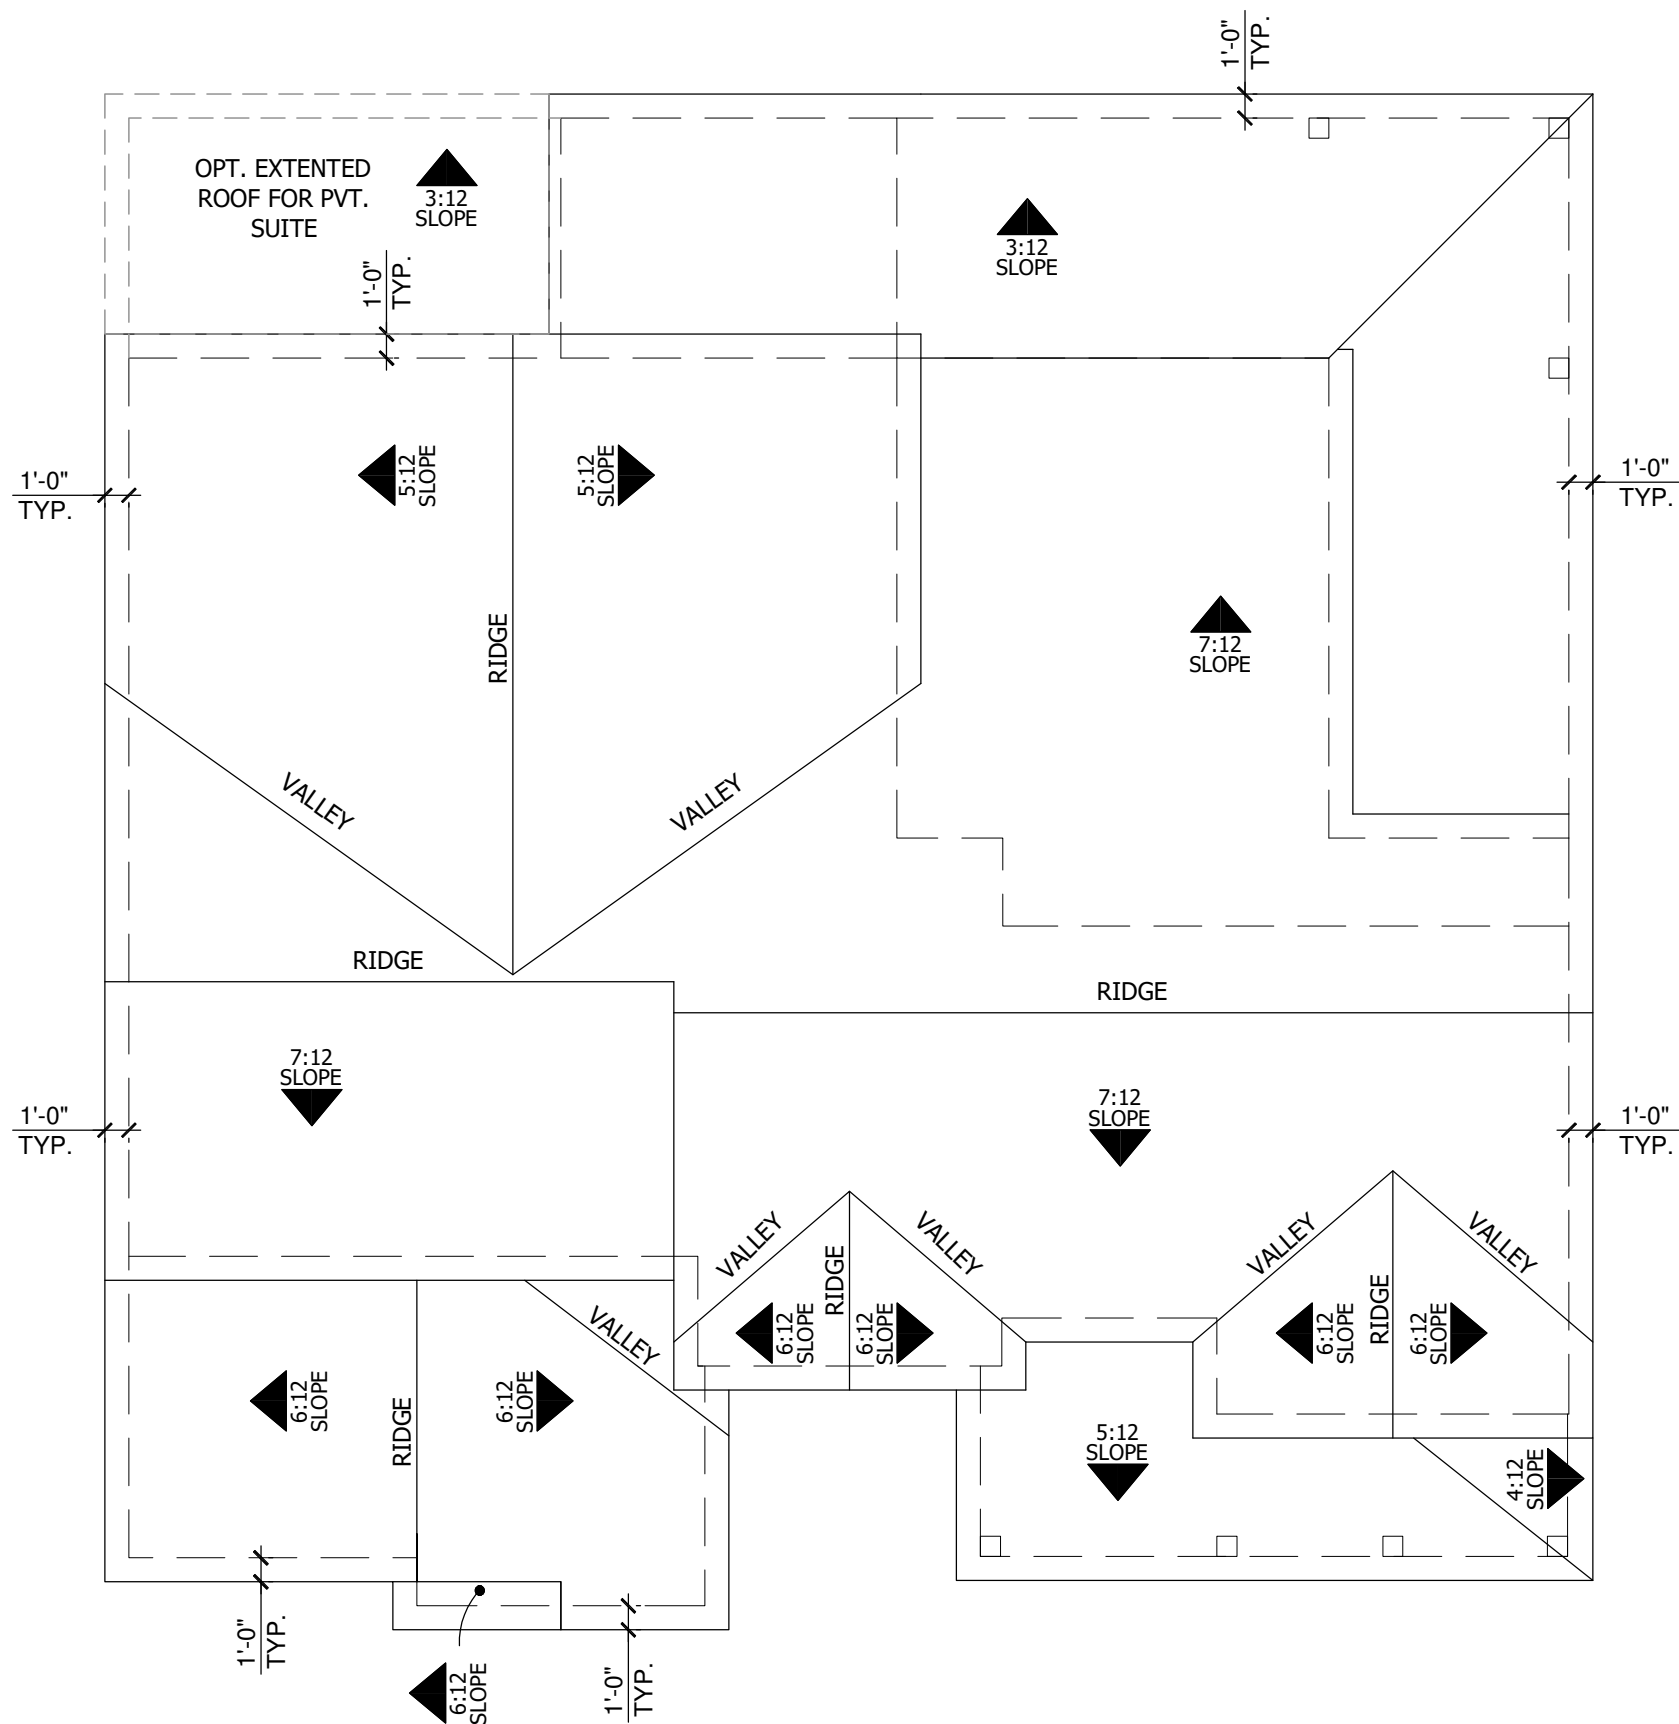 1'-0"
TYP.
OPT. EXTENTED
ROOF FOR PVT.
SUITE
3:12
SLOPE
3:12
SLOPE
1'-0"
TYP.
5:12
SLOPE
5:12
SLOPE
1'-0"
TYP.
1'-0"
TYP.
7:12
SLOPE
RIDGE
VALLEY
VALLEY
RIDGE
RIDGE
7:12
SLOPE
7:12
SLOPE
1'-0"
TYP.
1'-0"
TYP.
VALLEY
VALLEY
VALLEY
VALLEY
RIDGE
RIDGE
6:12
SLOPE
6:12
SLOPE
6:12
SLOPE
6:12
SLOPE
VALLEY
6:12
SLOPE
6:12
SLOPE
RIDGE
5:12
SLOPE
4:12
SLOPE
1'-0"
TYP.
6:12
SLOPE
1'-0"
TYP.